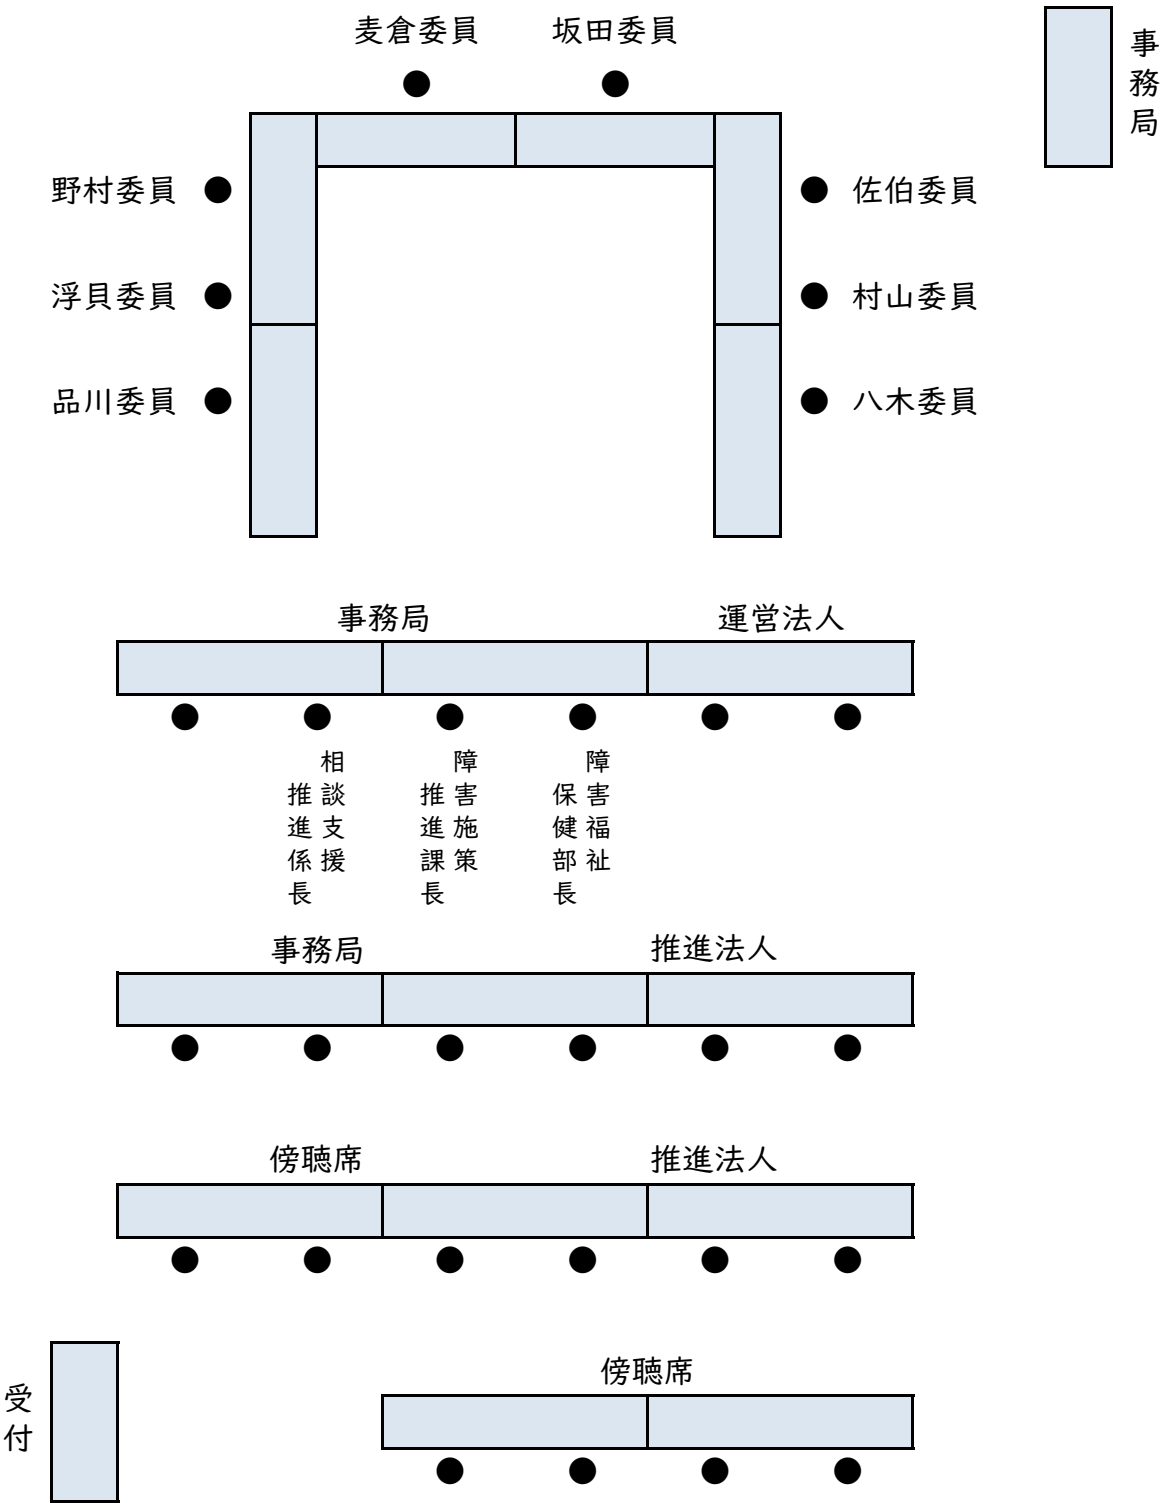 麦倉委員
坂田委員
事務局
野村委員
佐伯委員
浮貝委員
村山委員
品川委員
八木委員
事務局
運営法人
相談支援
推進係長
障害施策
推進課長
障害福祉
保健部長
事務局
推進法人
傍聴席
推進法人
傍聴席
受付